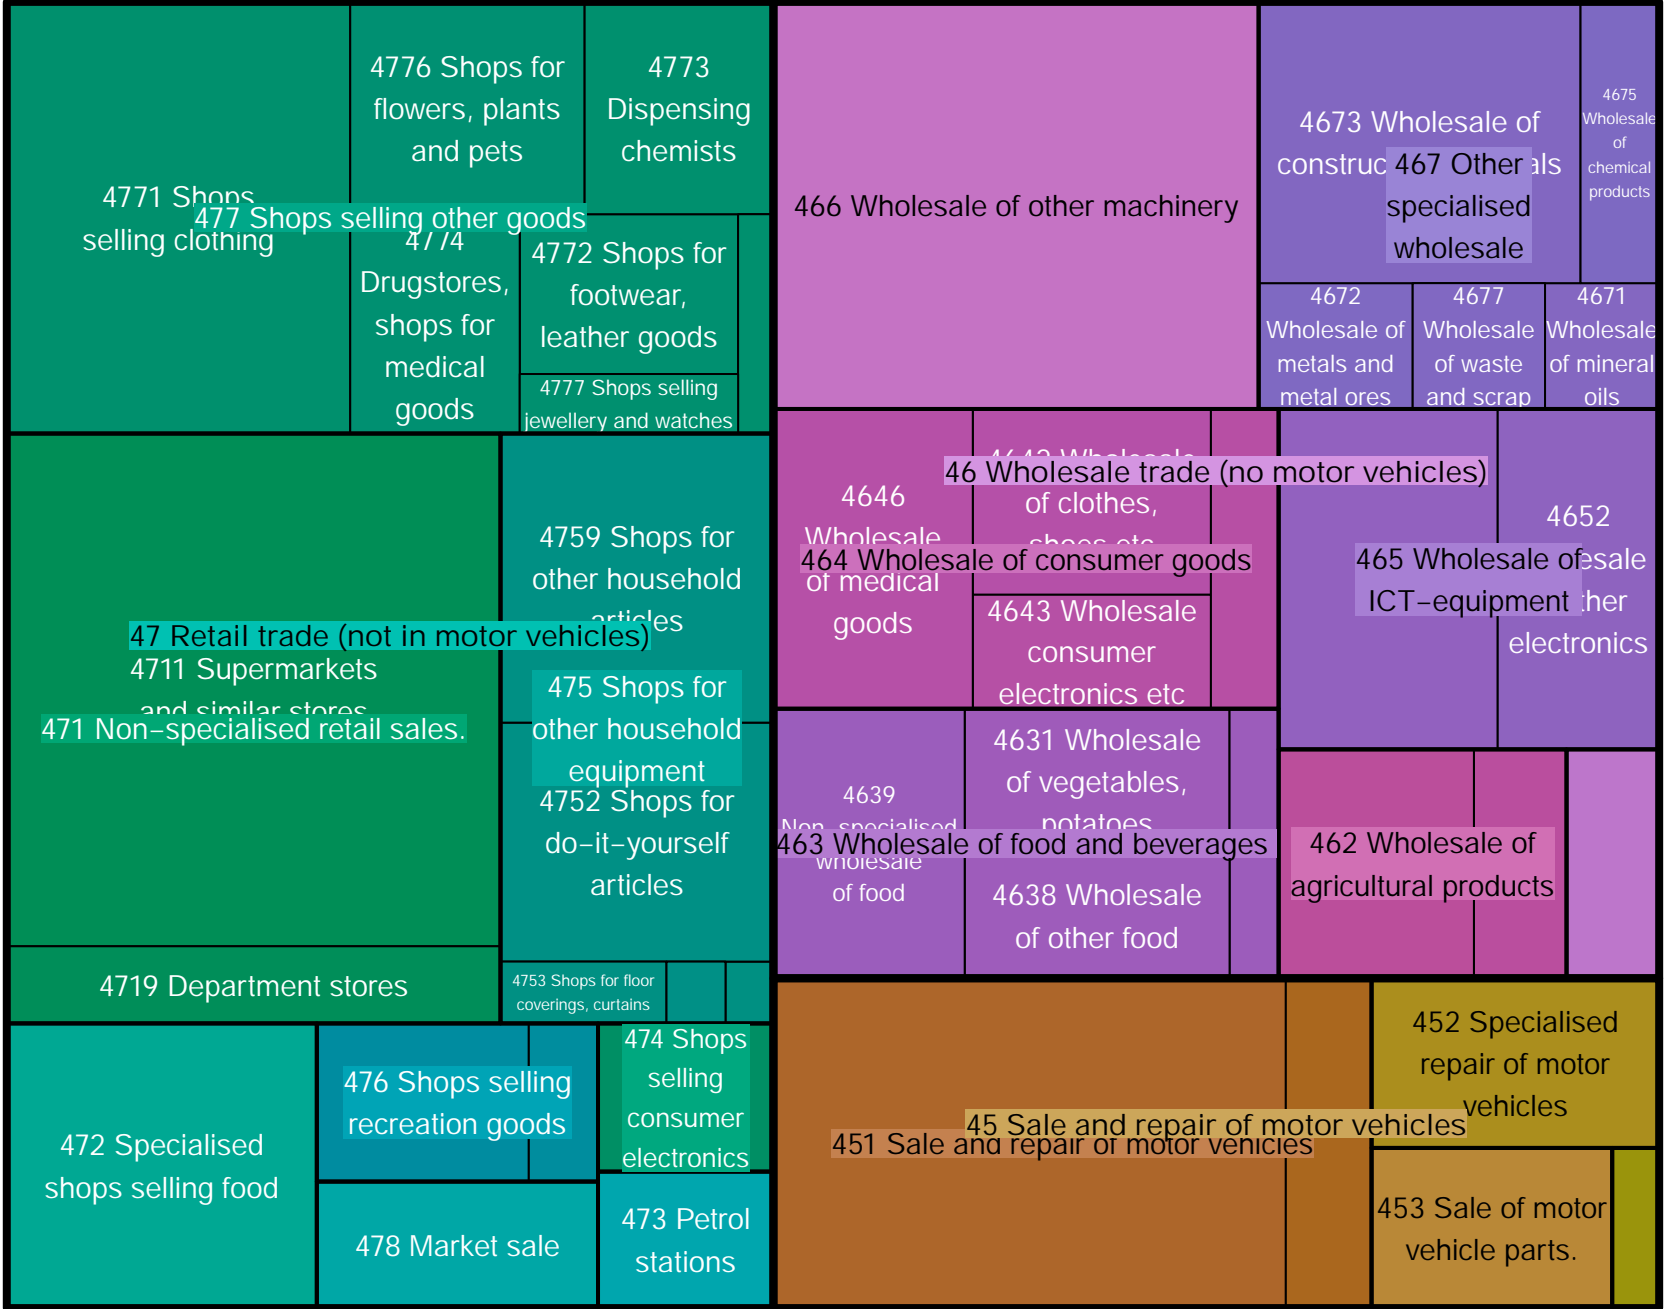 4771 Shops
selling clothing
4776 Shops for
flowers, plants
and pets
4773
Dispensing
chemists
477 Shops selling other goods
4774
Drugstores,
shops for
medical
goods
4772 Shops for
footwear,
leather goods
4777 Shops selling
jewellery and watches
4759 Shops for
other household
articles
47 Retail trade (not in motor vehicles)
4711 Supermarkets
and similar stores
471 Non-specialised retail sales.
475 Shops for
other household
equipment
4752 Shops for
do-it-yourself
articles
4719 Department stores
4753 Shops for floor
coverings, curtains
472 Specialised
shops selling food
476 Shops selling
recreation goods
474 Shops
selling
consumer
electronics
478 Market sale
473 Petrol
stations
466 Wholesale of other machinery
4673 Wholesale of
467 Other
specialised
wholesale
4675
Wholesale
of
chemical
products
4672
Wholesale of
metals and
metal ores
4677
Wholesale
of waste
and scrap
4671
Wholesale
of mineral
oils
46 Wholesale trade (no motor vehicles)
4646
Wholesale
of medical
goods
of clothes,
shoes etc
464 Wholesale of consumer goods
4643 Wholesale
consumer
electronics etc
4652
electronics
465 Wholesale of
ICT-equipment
4639
Non-specialised
wholesale
of food
4631 Wholesale
of vegetables,
potatoes
463 Wholesale of food and beverages
4638 Wholesale
of other food
462 Wholesale of
agricultural products
45 Sale and repair of motor vehicles
451 Sale and repair of motor vehicles
452 Specialised
repair of motor
vehicles
453 Sale of motor
vehicle parts.